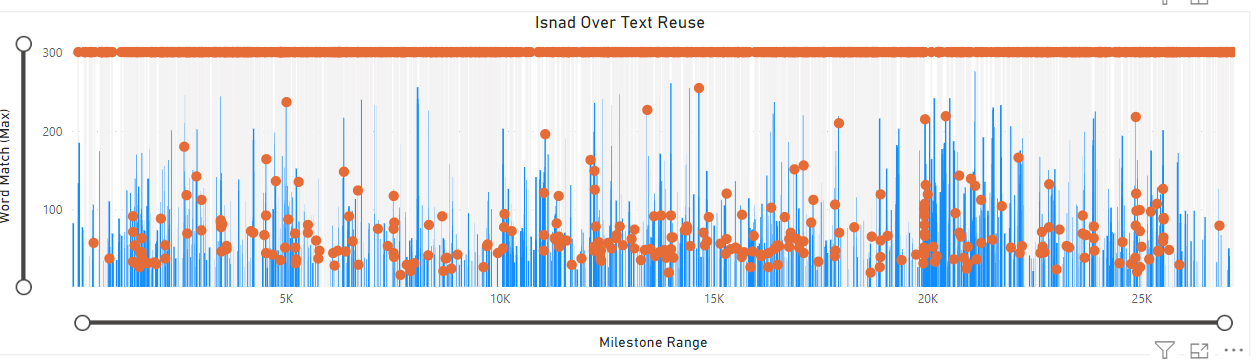 Isnad Over Text Reuse
300
200
100
Word Match (Max)
5K 10K 15K 20K 25K
Milestone Range